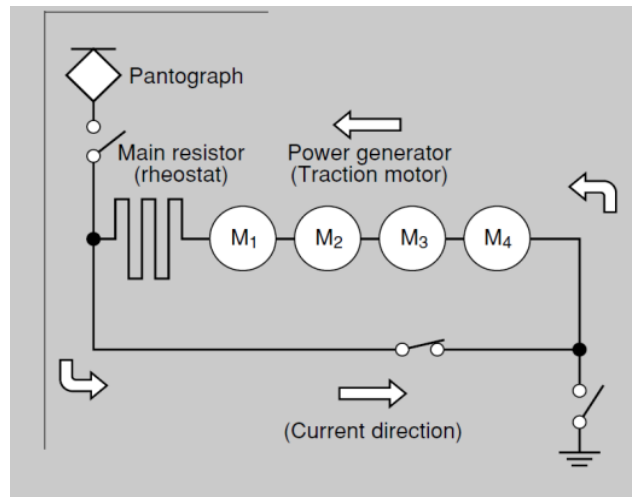 Pantograph
Main resistor
(rheostat)
Power generator
(Traction motor)
M1
M2
M3
M4
(Current direction)